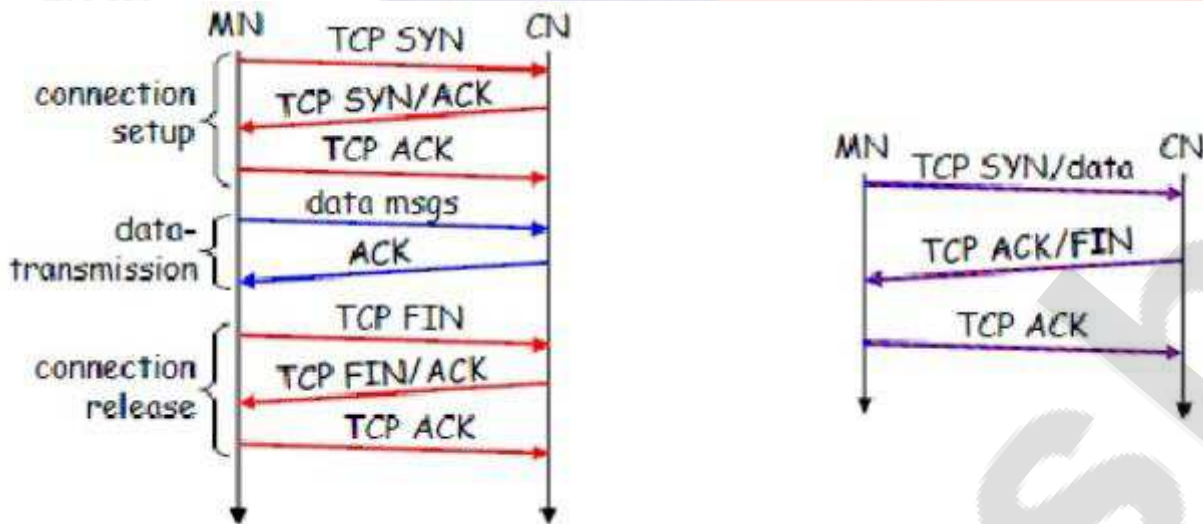 MN
CN
TCP SYN
connection
setup
TCP SYN/ACK
TCP ACK
data msgs
data-
transmission
ACK
TCP FIN
connection
release
TCP FIN/ACK
TCP ACK
MN
CN
TCP SYN/data
TCP ACK/FIN
TCP ACK